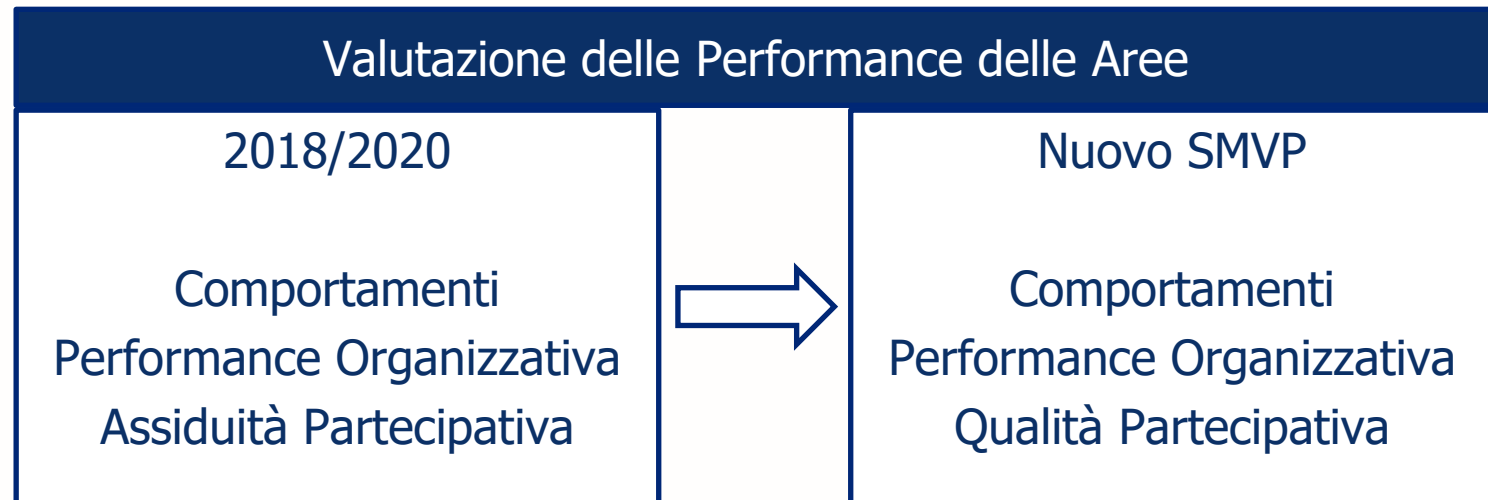 Valutazione delle Performance delle Aree
2018/2020
Comportamenti
Performance Organizzativa
Assiduità Partecipativa
Nuovo SMVP
Comportamenti
Performance Organizzativa
Qualità Partecipativa